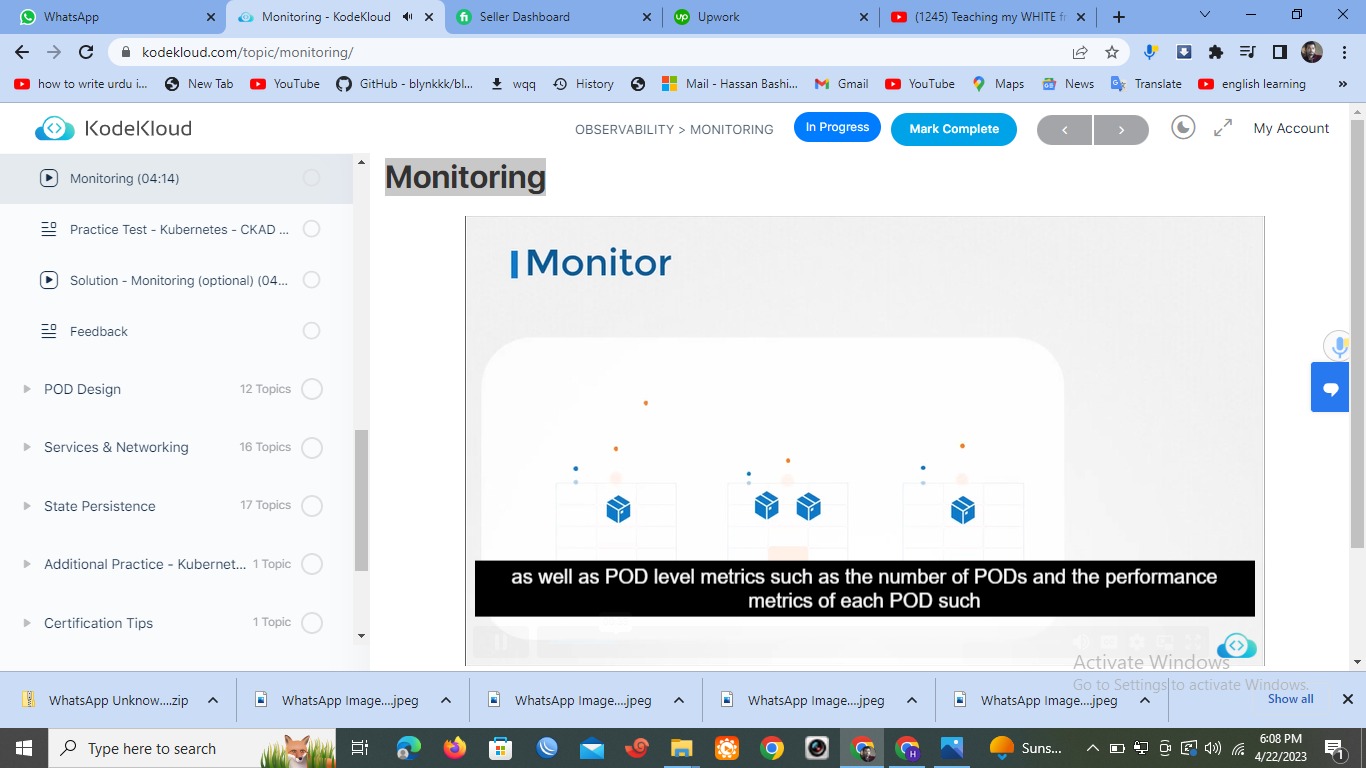 WhatsApp
Monitoring - KodeKloud
Seller Dashboard
Upwork
(1245) Teaching my WHITE fr
kodekloud.com/topic/monitoring/
how to write urdu i...
New Tab
YouTube
GitHub - blynkkk/bl...
wqq
History
Mail - Hassan Bashi...
Gmail
YouTube
Maps
News
Translate
english learning
»
KodeKloud
OBSERVABILITY > MONITORING
In Progress
Mark Complete
My Account
Monitoring (04:14)
Practice Test - Kubernetes - CKAD ...
Solution - Monitoring (optional) (04...
Feedback
POD Design
12 Topics
Services & Networking
16 Topics
State Persistence
17 Topics
Additional Practice - Kubernet...
1 Topic
Certification Tips
1 Topic
Monitoring
Monitor
as well as POD level metrics such as the number of PODs and the performance
metrics of each POD such
Activate Windows
Go to Settings to activate Windows.
WhatsApp Unknow....zip
WhatsApp Image....jpeg
WhatsApp Image....jpeg
WhatsApp Image....jpeg
WhatsApp Image....jpeg
Show all
Type here to search
Suns...
6:08 PM
4/22/2023